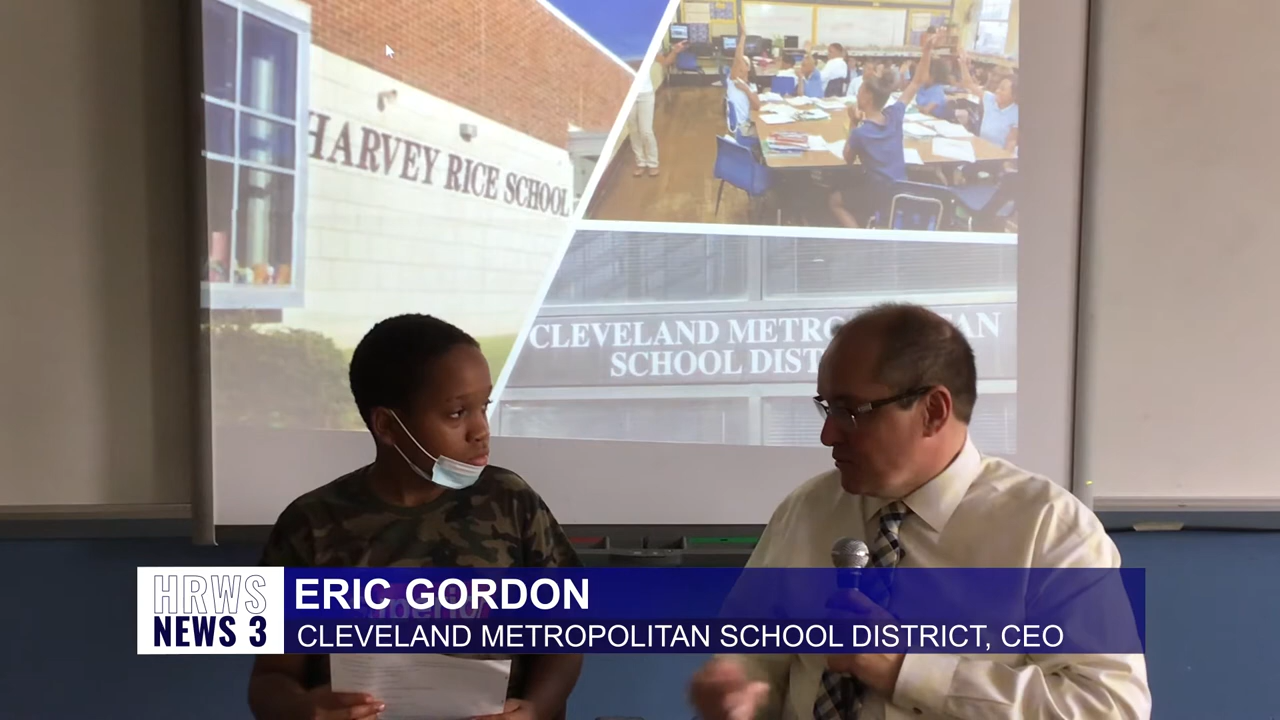 HARVEY RICE SCHOOL
CLEVELAND METRO
SCHOOL DIST
HRWS
NEWS 3
ERIC GORDON
CLEVELAND METROPOLITAN SCHOOL DISTRICT, CEO